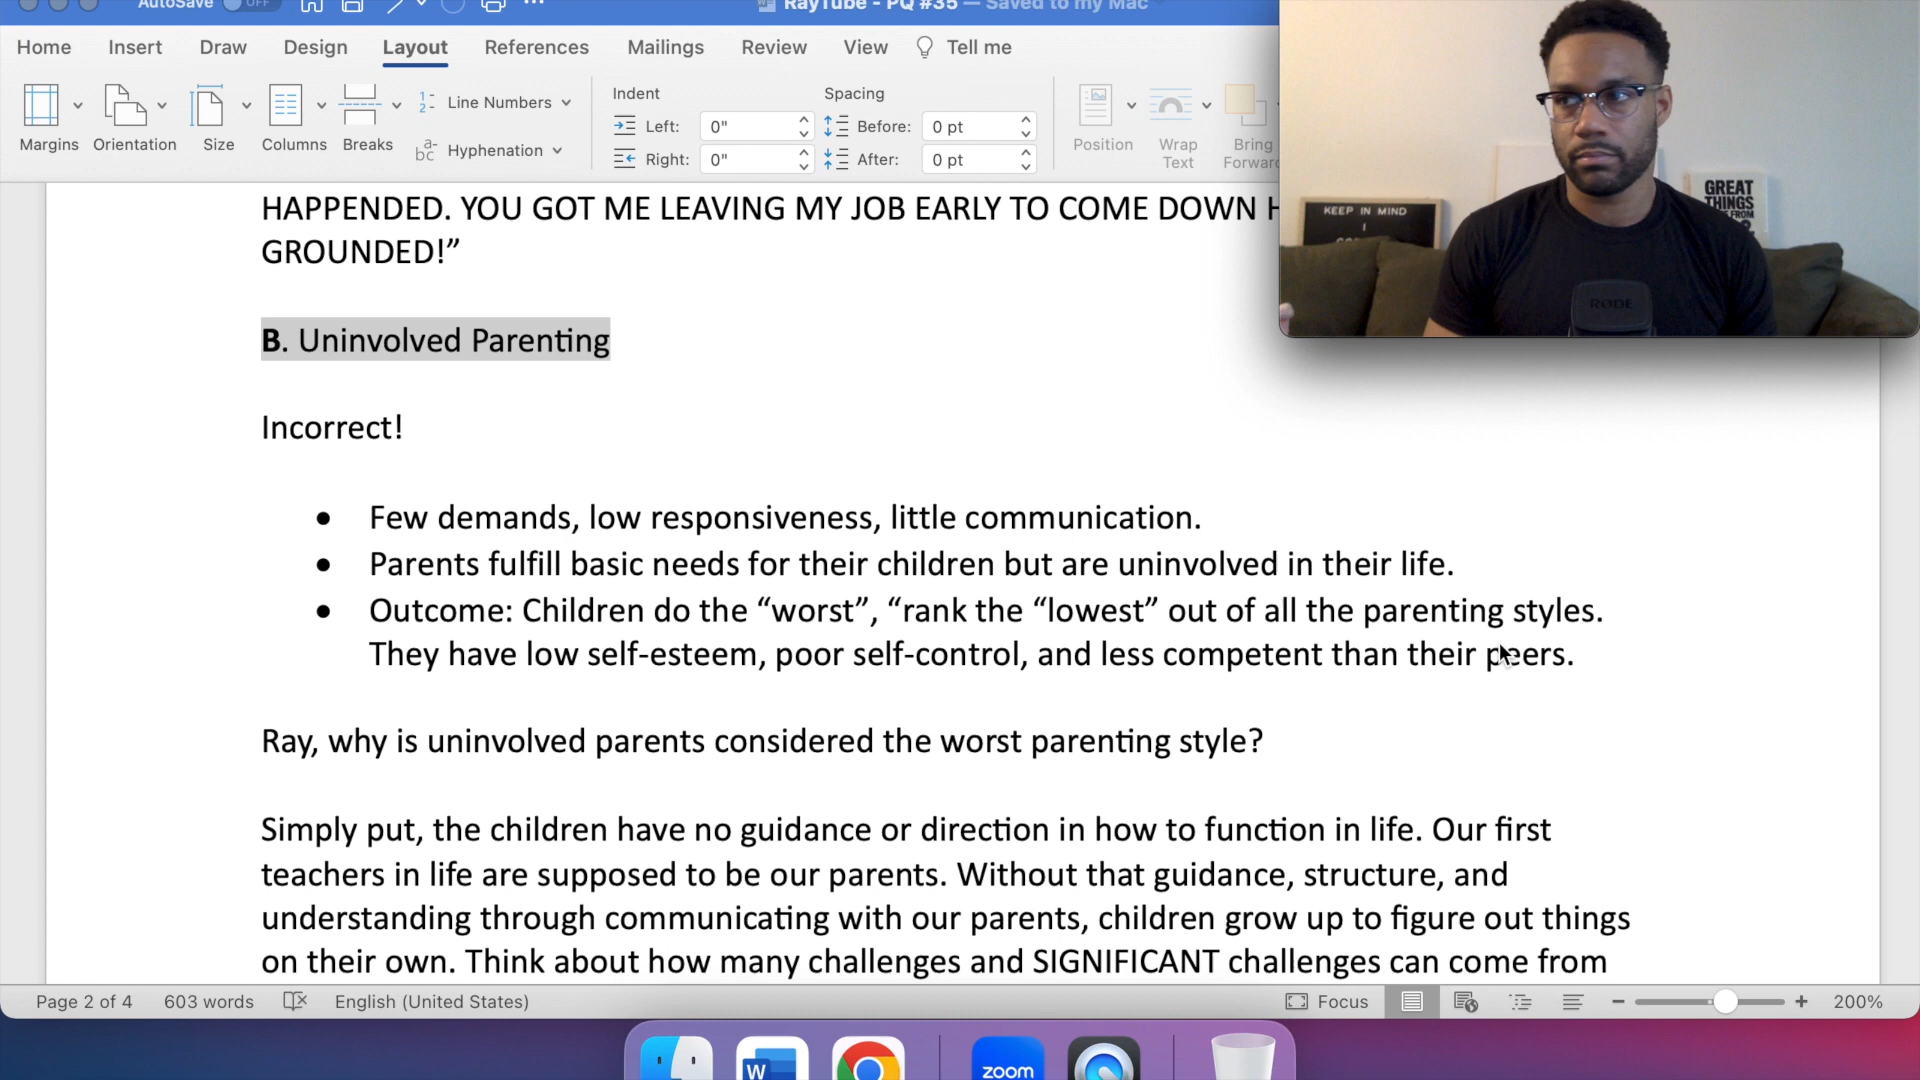 AutoSave OFF
RayTube - PQ #35 — Saved to my Mac
Home Insert Draw Design Layout References Mailings Review View Tell me
Margins Orientation Size Columns Breaks
Line Numbers
Hyphenation
Indent
Left: 0"
Right: 0"
Spacing
Before: 0 pt
After: 0 pt
Position Wrap Text Bring Forward
HAPPENDED. YOU GOT ME LEAVING MY JOB EARLY TO COME DOWN H
GROUNDED!”
B. Uninvolved Parenting
Incorrect!
• Few demands, low responsiveness, little communication.
• Parents fulfill basic needs for their children but are uninvolved in their life.
• Outcome: Children do the “worst”, “rank the “lowest” out of all the parenting styles.
They have low self-esteem, poor self-control, and less competent than their peers.
Ray, why is uninvolved parents considered the worst parenting style?
Simply put, the children have no guidance or direction in how to function in life. Our first
teachers in life are supposed to be our parents. Without that guidance, structure, and
understanding through communicating with our parents, children grow up to figure out things
on their own. Think about how many challenges and SIGNIFICANT challenges can come from
KEEP IN MIND
I
GREAT
THINGS
FROM
RØDE
Page 2 of 4 603 words English (United States) Focus 200%
W
zoom